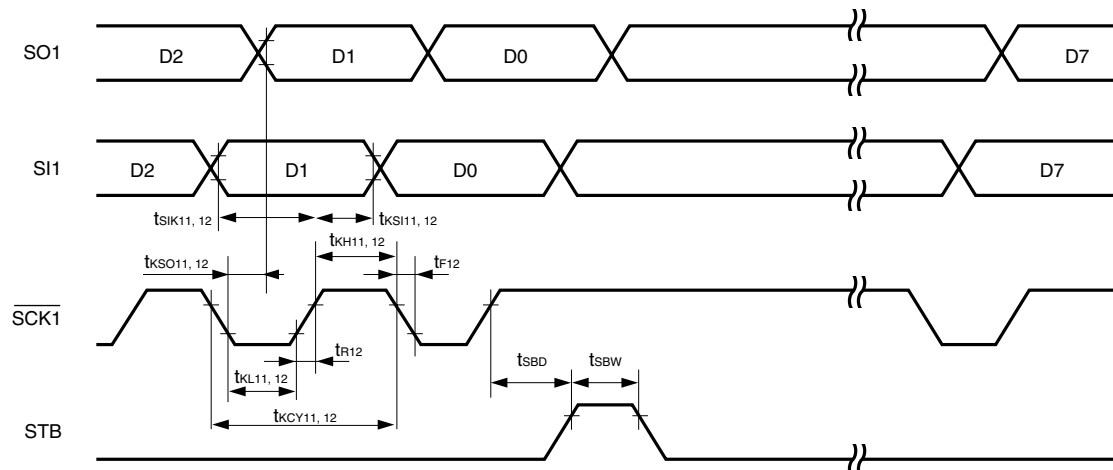 SO1
D2
D1
D0
D7
SI1
D2
D1
D0
D7
tSIK11, 12
tKSI11, 12
tKH11, 12
tF12
tKSO11, 12
SCK1
tR12
tKL11, 12
tSBD
tSBW
tKCY11, 12
STB